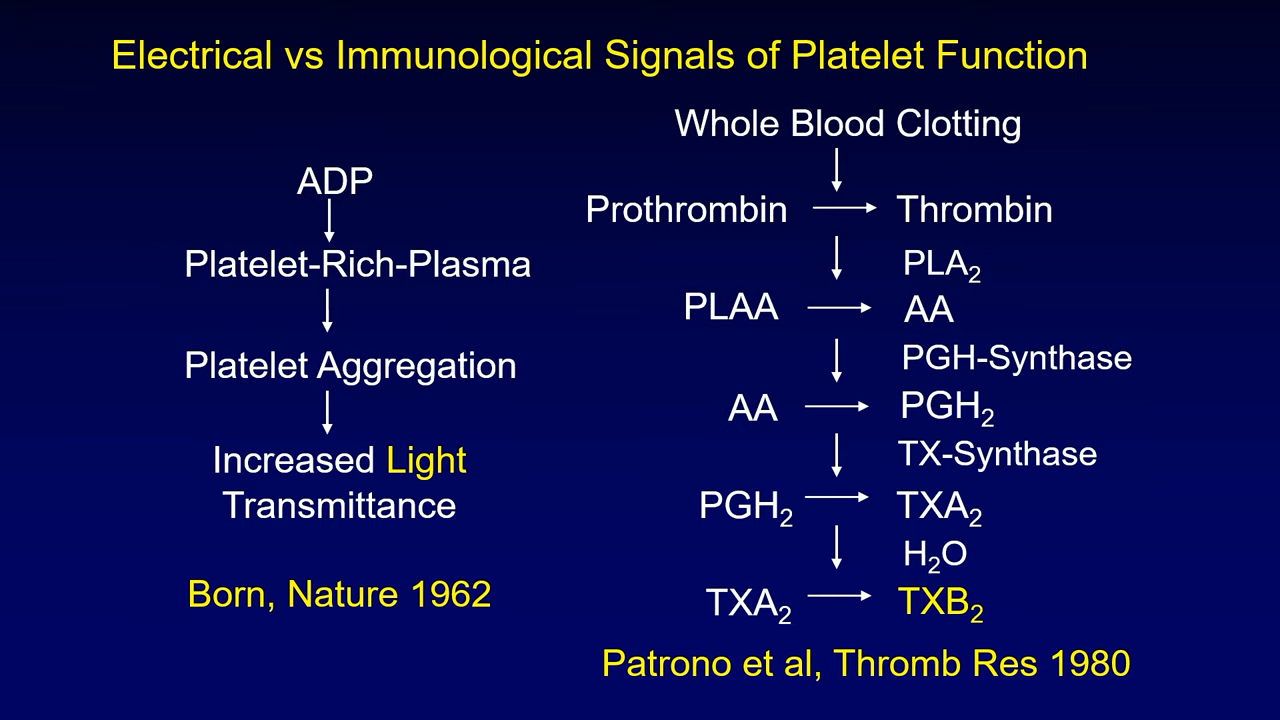 Electrical vs Immunological Signals of Platelet Function
ADP
Platelet-Rich-Plasma
Platelet Aggregation
Increased Light
Transmittance
Born, Nature 1962
Whole Blood Clotting
Prothrombin → Thrombin
PLA₂
PLAA → AA
PGH-Synthase
AA → PGH₂
TX-Synthase
PGH₂ → TXA₂
H₂O
TXA₂ → TXB₂
Patrono et al, Thromb Res 1980